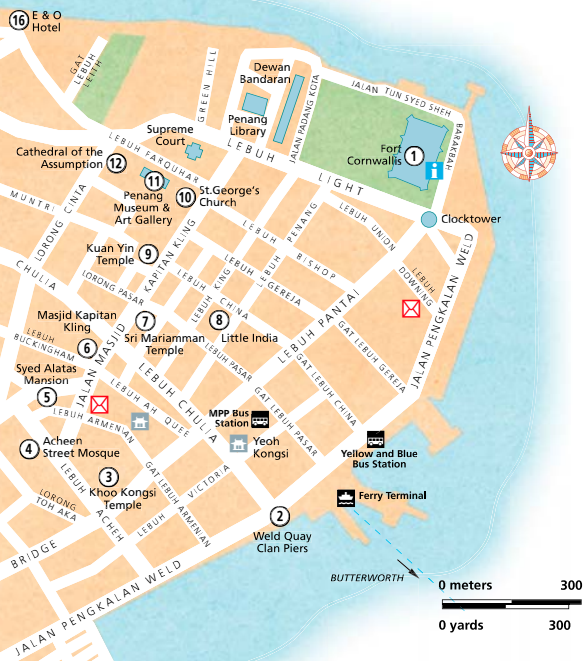 16
E & O
Hotel
GAT
LEBUH
LEITH
GREEN HILL
Dewan
Bandaran
JALAN PADANG KOTA
JALAN TUN SYED SHEH
BARAKBAH
Penang
Library
Supreme
Court
Fort
Cornwallis
1
i
LEBUH FARQUHAR
LEBUH LIGHT
Cathedral of the
Assumption
12
11
Penang
Museum &
Art Gallery
10
St.George's
Church
MUNTRI
LORONG CINTA
Clocktower
LEBUH PENANG
LEBUH UNION
LEBUH BISHOP
Kuan Yin
Temple
9
JALAN MASJID KAPITAN KLING
CHULIA
LORONG PASAR
LEBUH KING
LEBUH CHINA
LEBUH GEREJA
LEBUH
DOWNING
JALAN PENGKALAN WELD
LEBUH PANTAI
Masjid Kapitan
Kling
6
7
Sri Mariamman
Temple
8
Little India
LEBUH
BUCKINGHAM
LEBUH PASAR
GAT LEBUH GEREJA
GAT LEBUH CHINA
GAT LEBUH PASAR
Syed Alatas
Mansion
5
LEBUH AH QUEE
LEBUH CHULIA
LEBUH ARMENIAN
MPP Bus
Station
Yeoh
Kongsi
Yellow and Blue
Bus Station
4
Acheen
Street Mosque
3
Khoo Kongsi
Temple
LEBUH ACHEH
GAT LEBUH ARMENIAN
LEBUH VICTORIA
LORONG
TOH AKA
Ferry Terminal
2
Weld Quay
Clan Piers
BRIDGE
JALAN PENGKALAN WELD
BUTTERWORTH
0 meters 300
0 yards 300